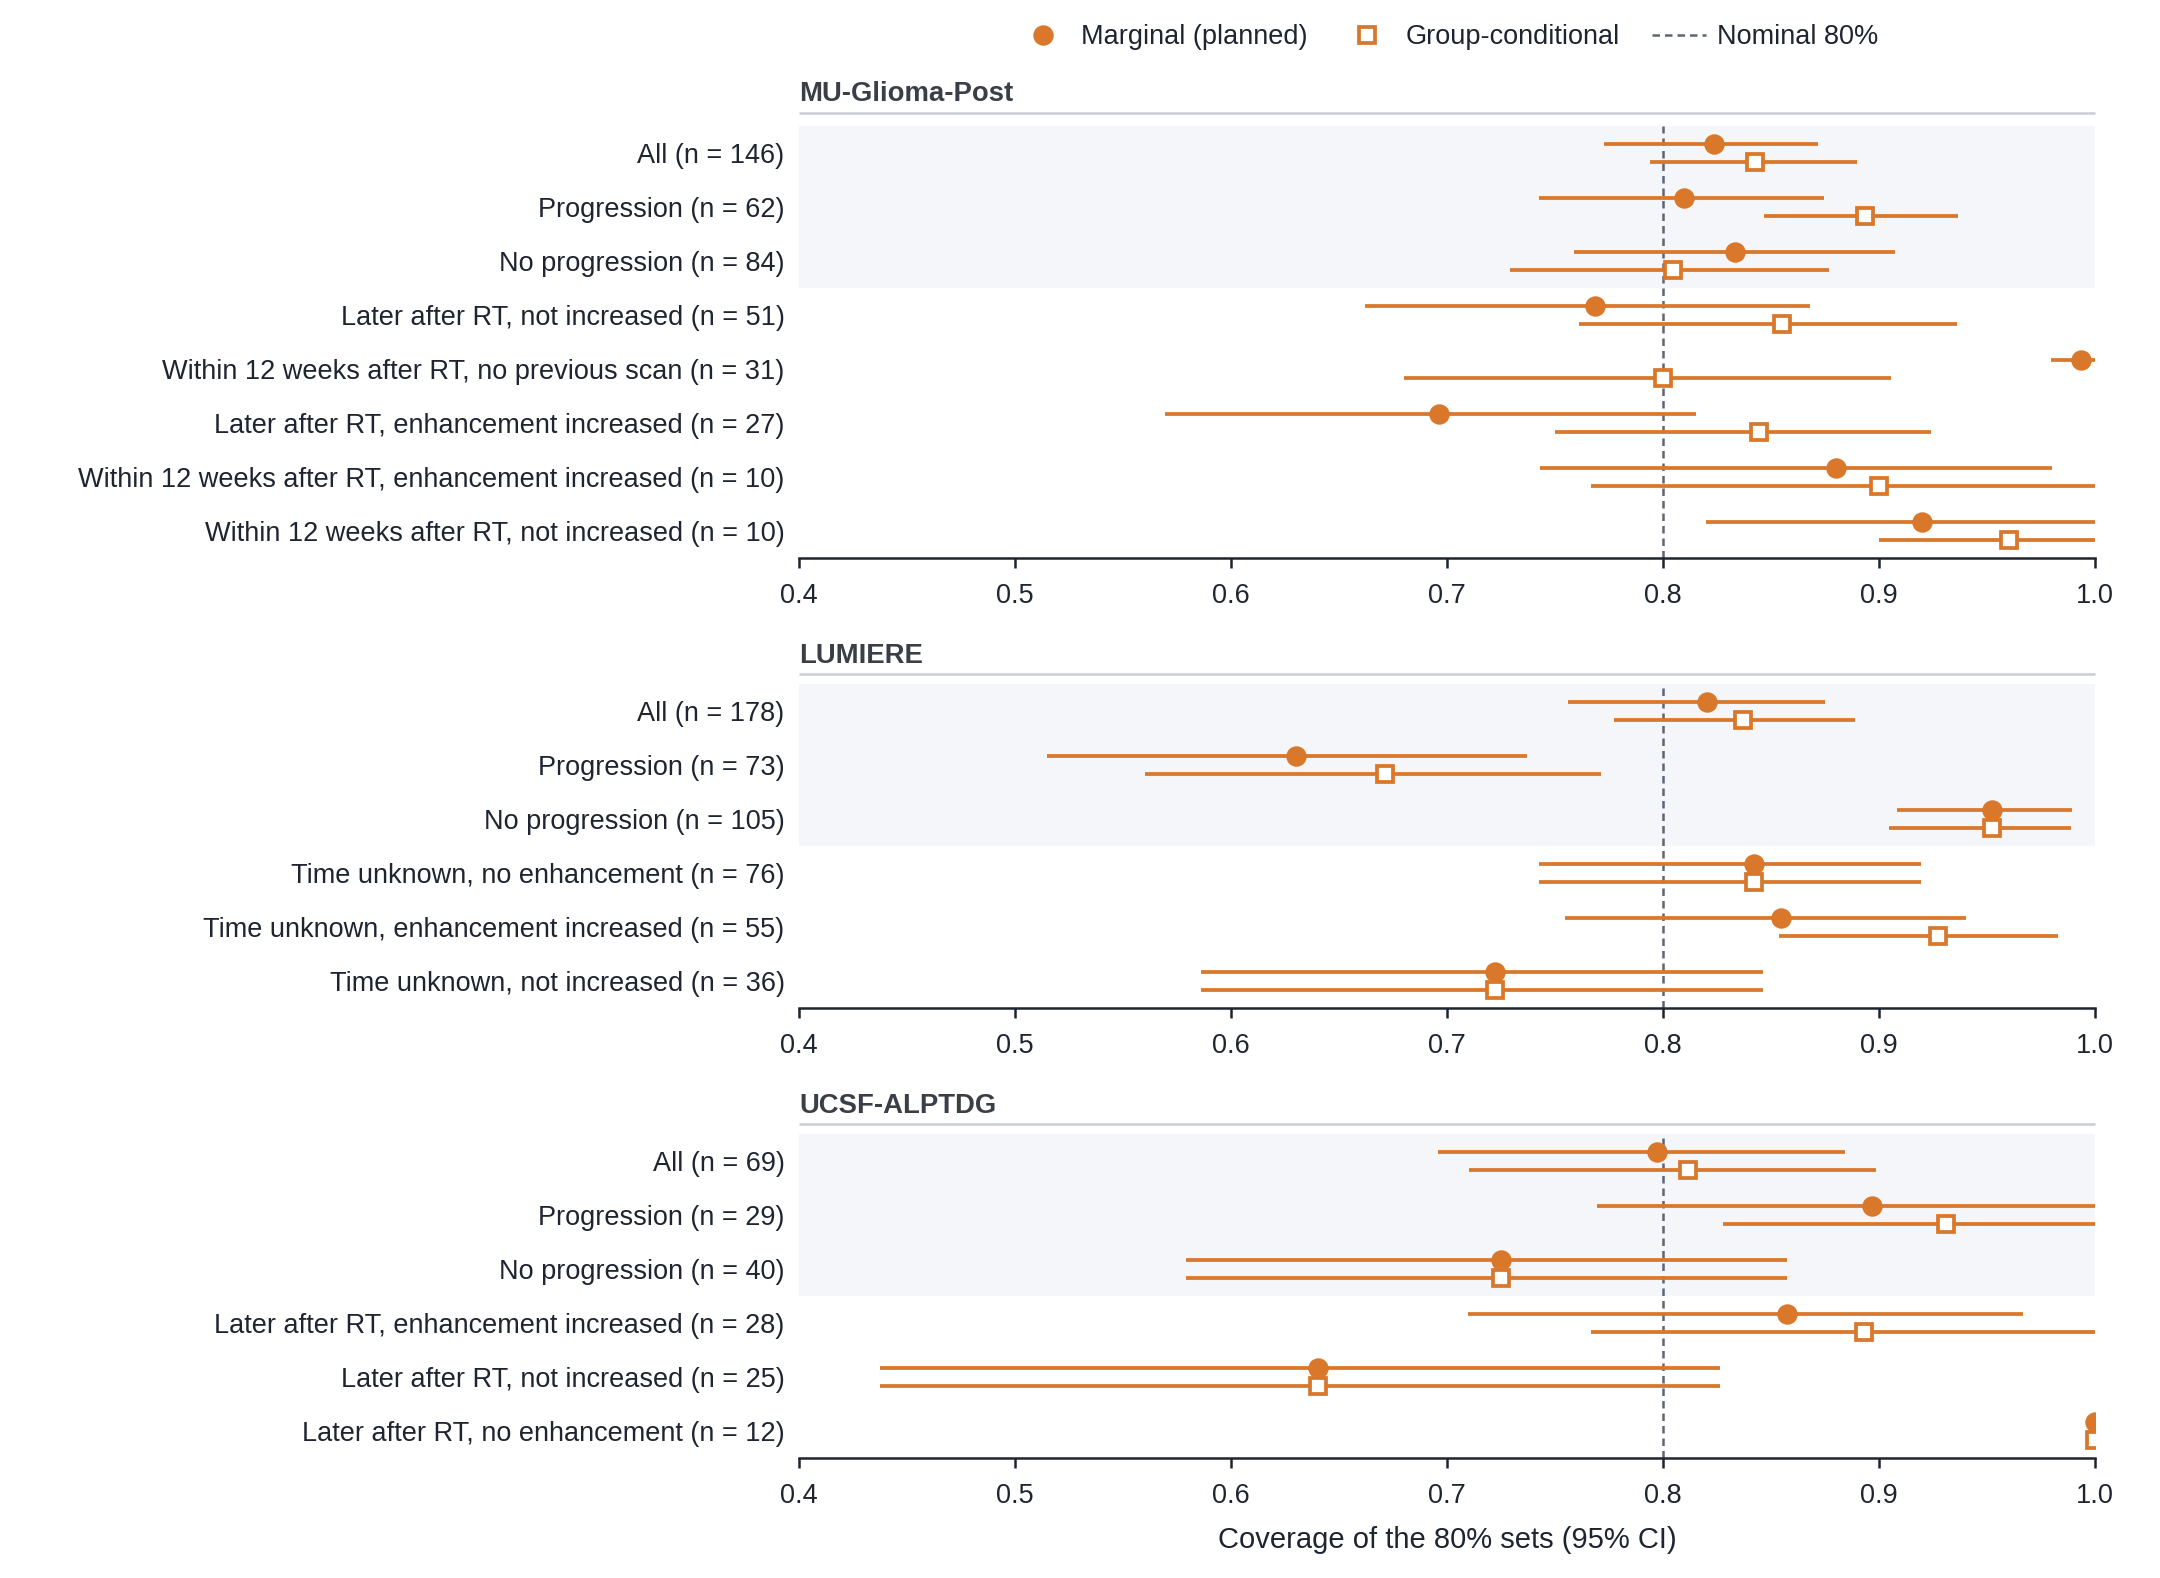 Marginal (planned) Group-conditional Nominal 80%
MU-Glioma-Post
All (n = 146)
Progression (n = 62)
No progression (n = 84)
Later after RT, not increased (n = 51)
Within 12 weeks after RT, no previous scan (n = 31)
Later after RT, enhancement increased (n = 27)
Within 12 weeks after RT, enhancement increased (n = 10)
Within 12 weeks after RT, not increased (n = 10)
0.4 0.5 0.6 0.7 0.8 0.9 1.0
LUMIERE
All (n = 178)
Progression (n = 73)
No progression (n = 105)
Time unknown, no enhancement (n = 76)
Time unknown, enhancement increased (n = 55)
Time unknown, not increased (n = 36)
0.4 0.5 0.6 0.7 0.8 0.9 1.0
UCSF-ALPTDG
All (n = 69)
Progression (n = 29)
No progression (n = 40)
Later after RT, enhancement increased (n = 28)
Later after RT, not increased (n = 25)
Later after RT, no enhancement (n = 12)
0.4 0.5 0.6 0.7 0.8 0.9 1.0
Coverage of the 80% sets (95% CI)